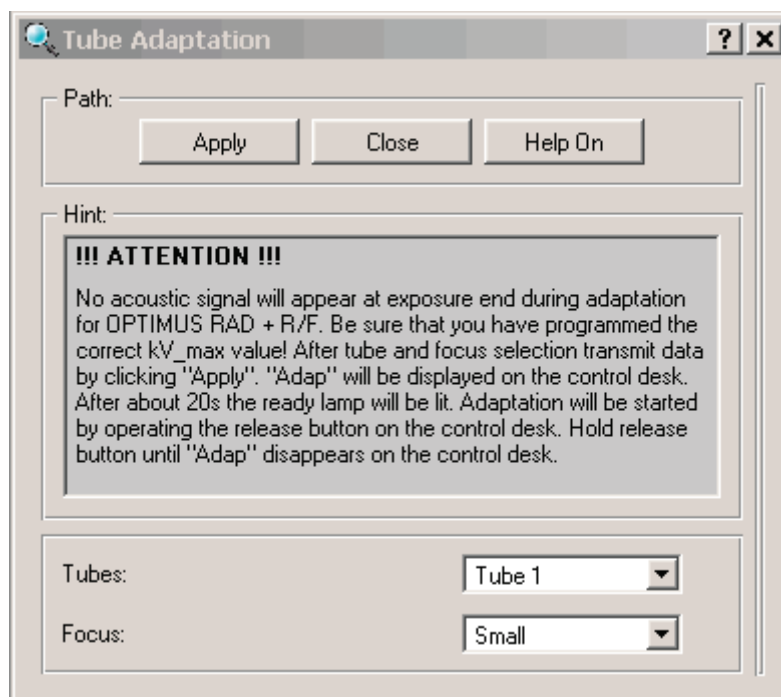 Tube Adaptation
Path:
Apply
Close
Help On
Hint:
!!! ATTENTION !!!
No acoustic signal will appear at exposure end during adaptation
for OPTIMUS RAD + R/F. Be sure that you have programmed the
correct kV_max value! After tube and focus selection transmit data
by clicking "Apply". "Adap" will be displayed on the control desk.
After about 20s the ready lamp will be lit. Adaptation will be started
by operating the release button on the control desk. Hold release
button until "Adap" disappears on the control desk.
Tubes:
Tube 1
Focus:
Small